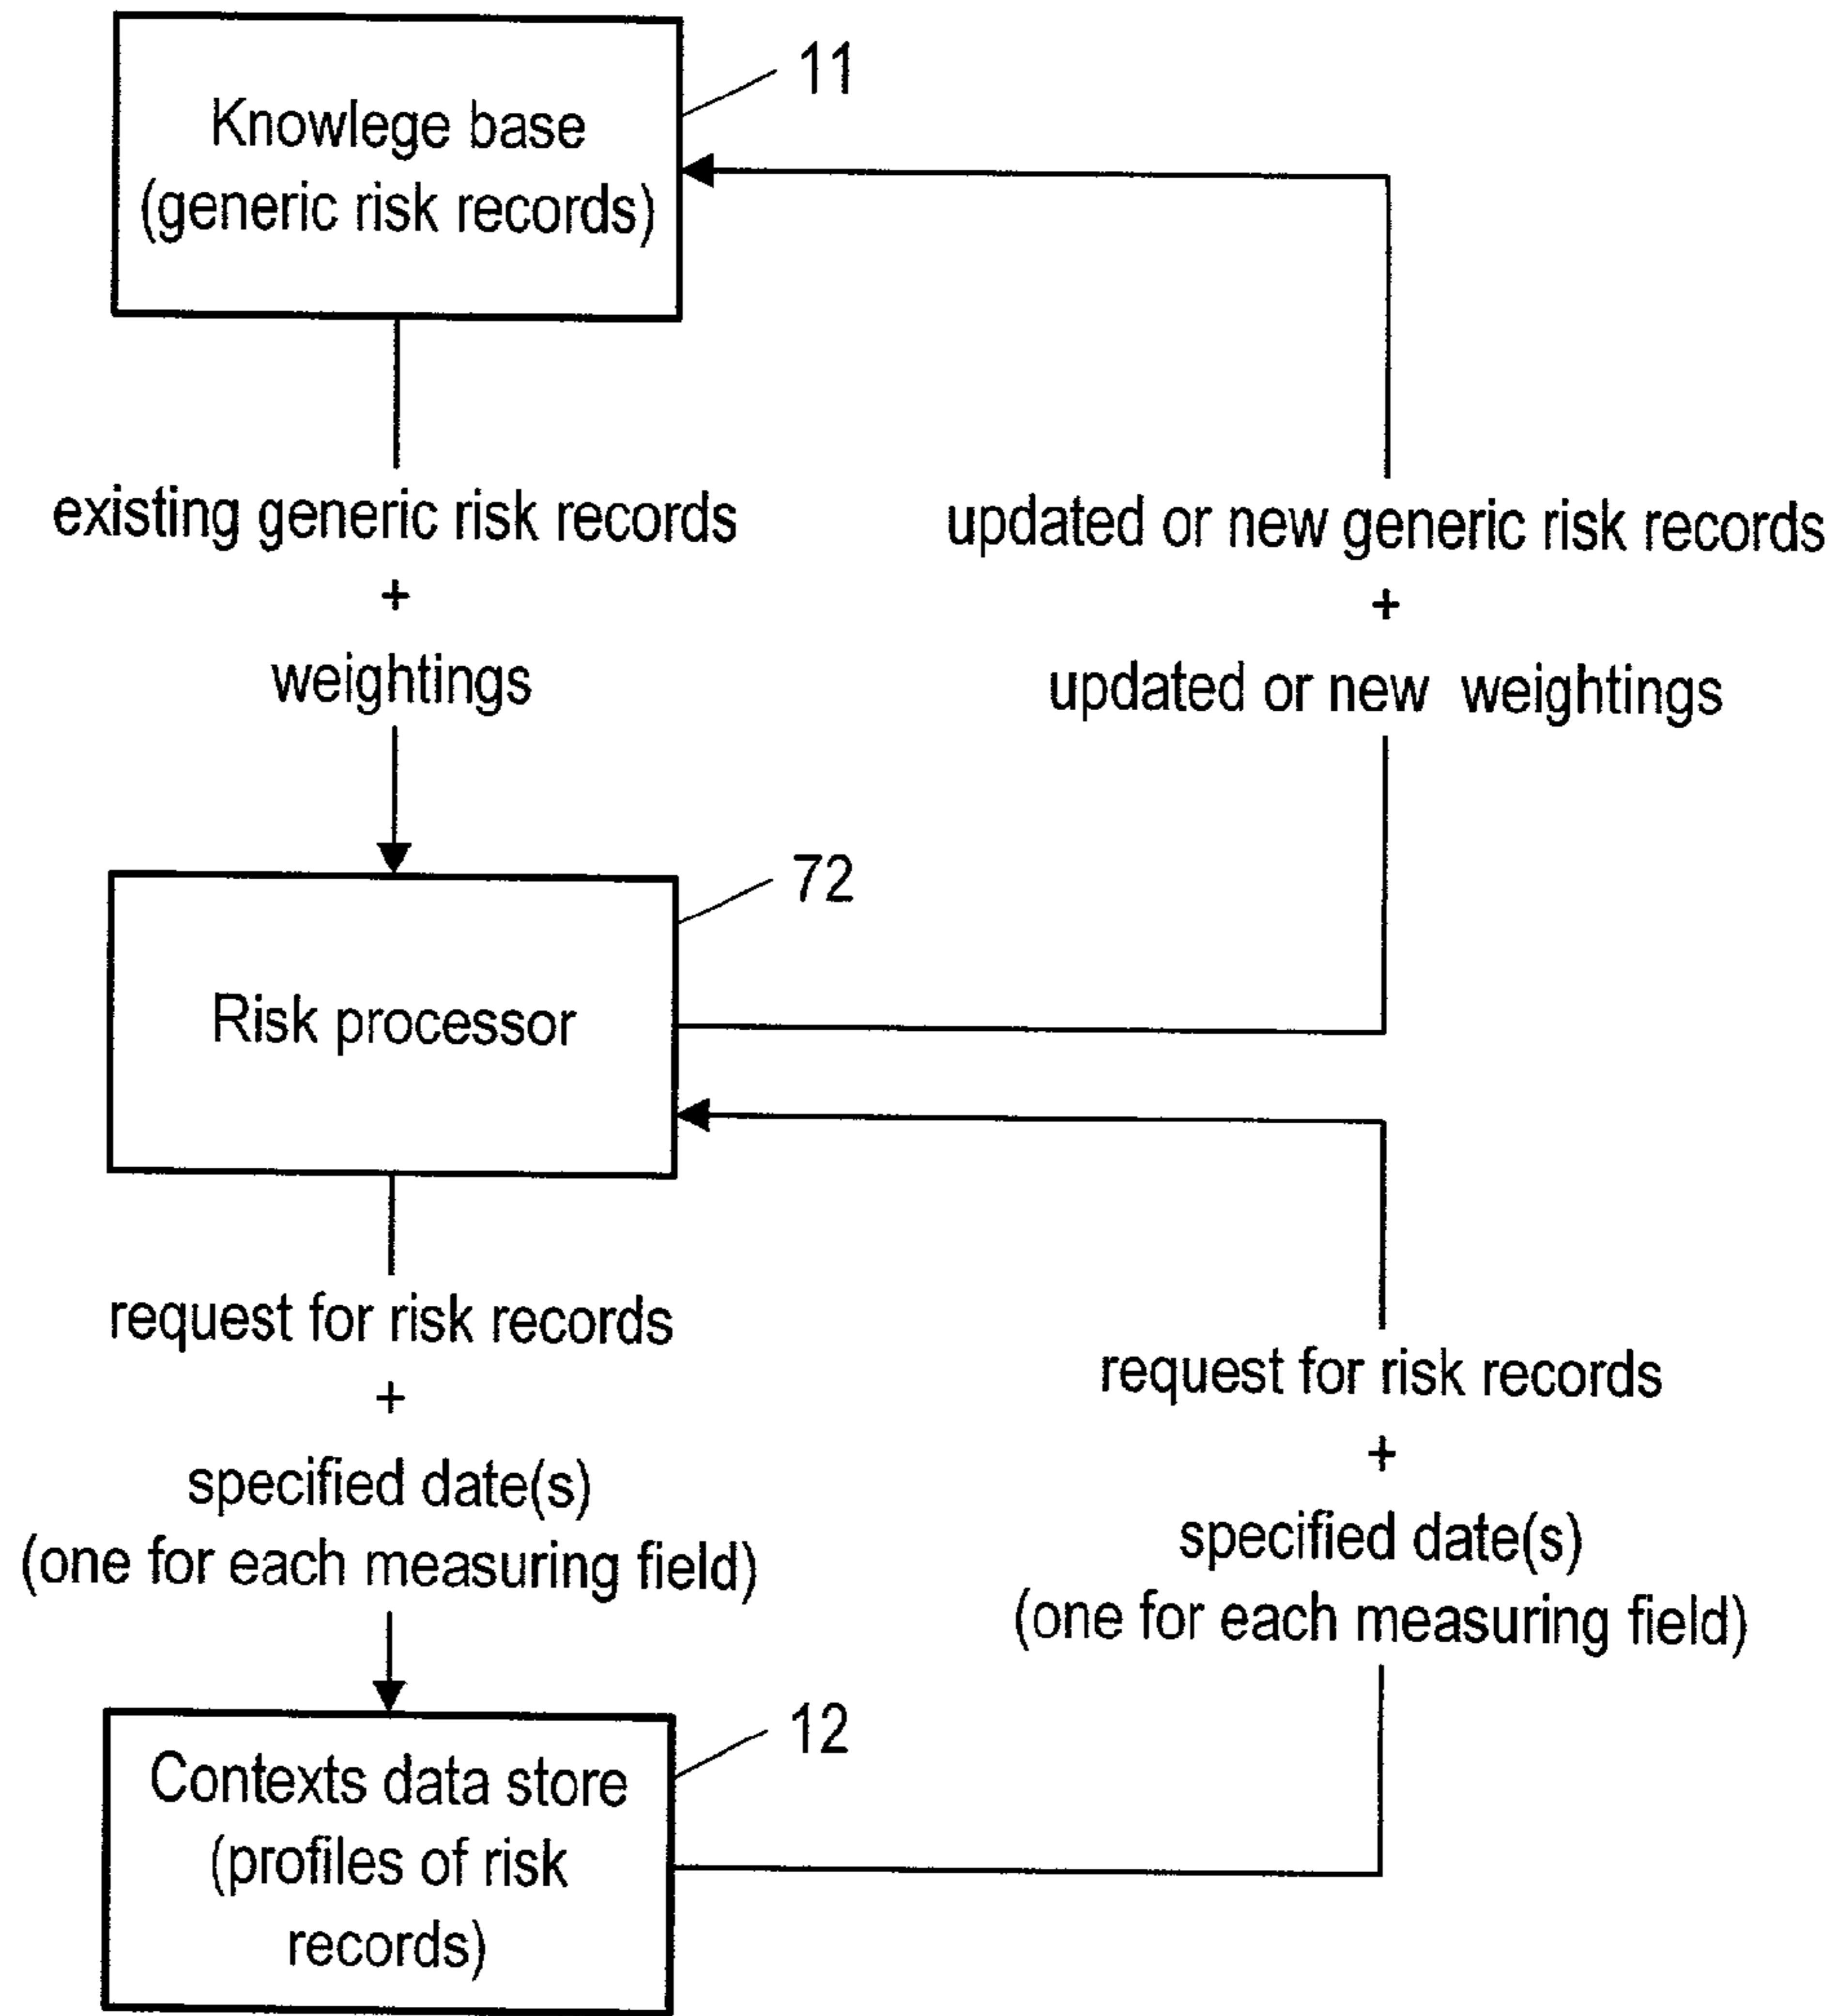 11
Knowlege base
(generic risk records)
existing generic risk records
+
weightings
updated or new generic risk records
+
updated or new weightings
72
Risk processor
request for risk records
+
specified date(s)
(one for each measuring field)
request for risk records
+
specified date(s)
(one for each measuring field)
12
Contexts data store
(profiles of risk
records)